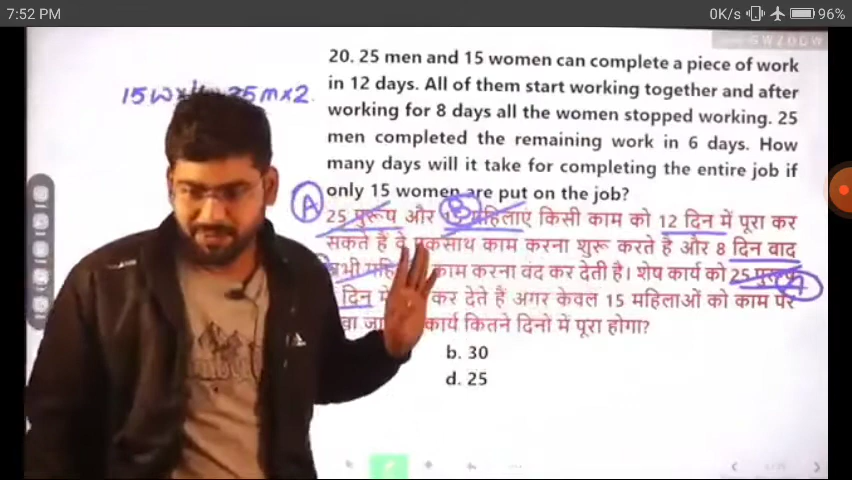 7:52 PM
0K/s 96%
20. 25 men and 15 women can complete a piece of work
in 12 days. All of them start working together and after
working for 8 days all the women stopped working. 25
men completed the remaining work in 6 days. How
many days will it take for completing the entire job if
only 15 women are put on the job?
25 पुरूष और महिलाएं किसी काम को 12 दिन में पूरा कर
सकते हैं वे एकसाथ काम करना शुरू करते है और 8 दिन वाद
सभी काम करना वंद कर देती है। शेष कार्य को 25 पुरूष
दिन में कर देते हैं अगर केवल 15 महिलाओं को काम पर
कार्य कितने दिनो में पूरा होगा?
b. 30
d. 25
15W× 25m×2
A
B
A